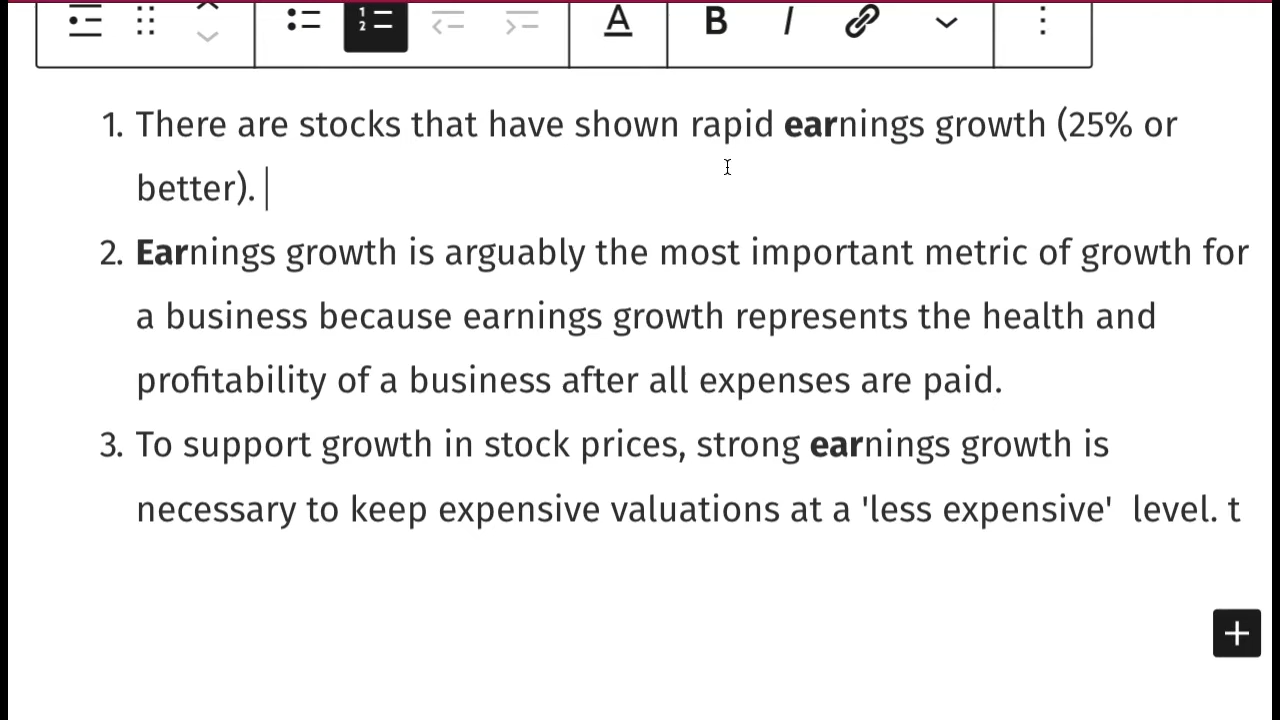 A B I
1. There are stocks that have shown rapid earnings growth (25% or
better).
2. Earnings growth is arguably the most important metric of growth for
a business because earnings growth represents the health and
profitability of a business after all expenses are paid.
3. To support growth in stock prices, strong earnings growth is
necessary to keep expensive valuations at a 'less expensive'  level. t